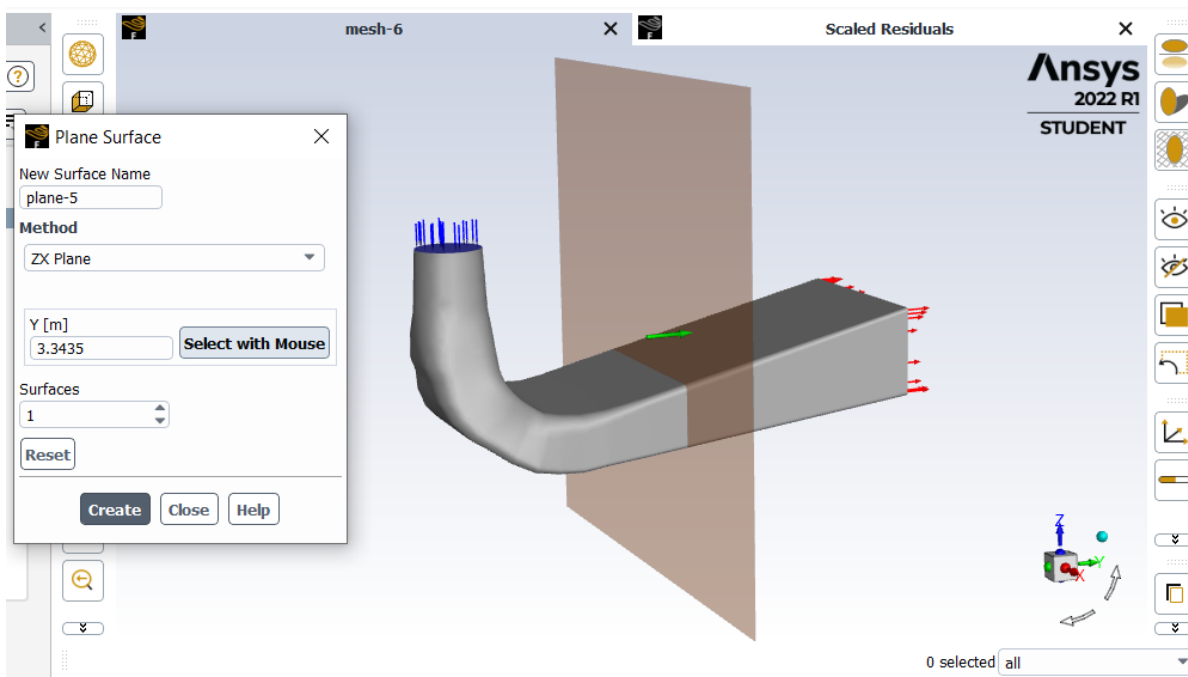 mesh-6
Scaled Residuals
Ansys
2022 R1
STUDENT
Plane Surface
New Surface Name
plane-5
Method
ZX Plane
Y [m]
3.3435
Select with Mouse
Surfaces
1
Reset
Create
Close
Help
Z
Y
X
0 selected
all